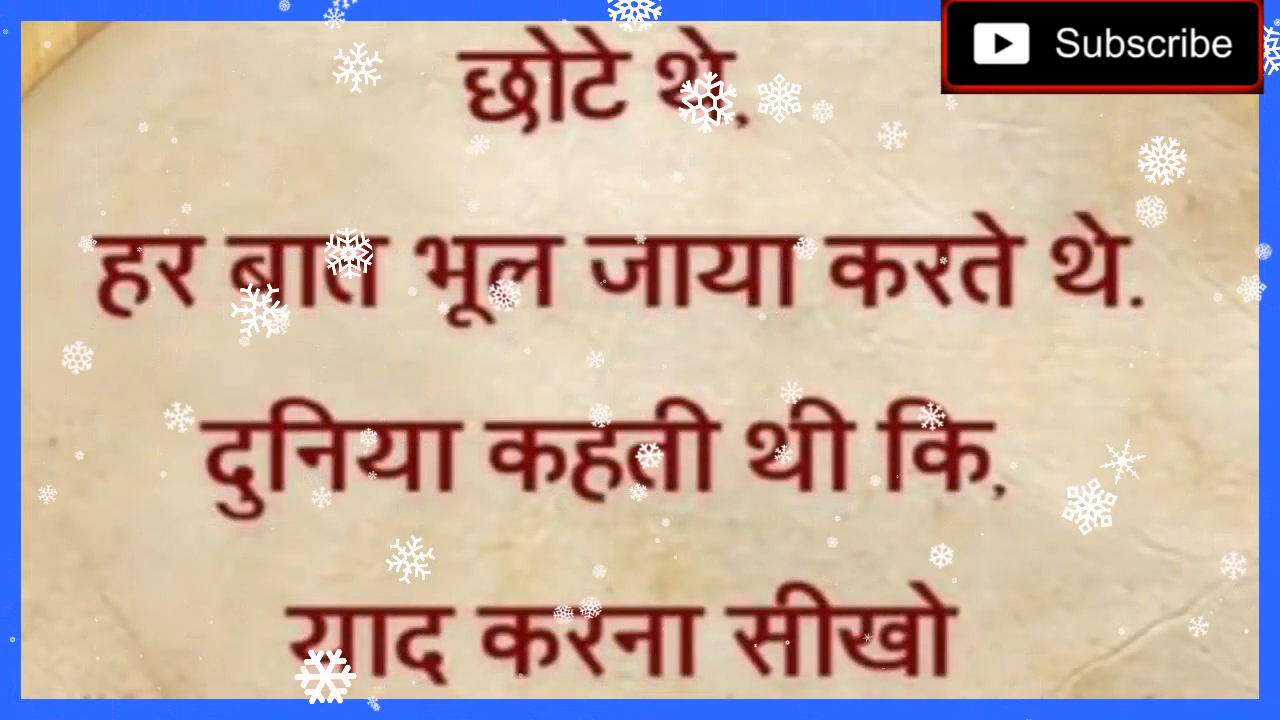 Subscribe
छोटे थे,
हर बात भूल जाया करते थे.
दुनिया कहती थी कि,
याद करना सीखो